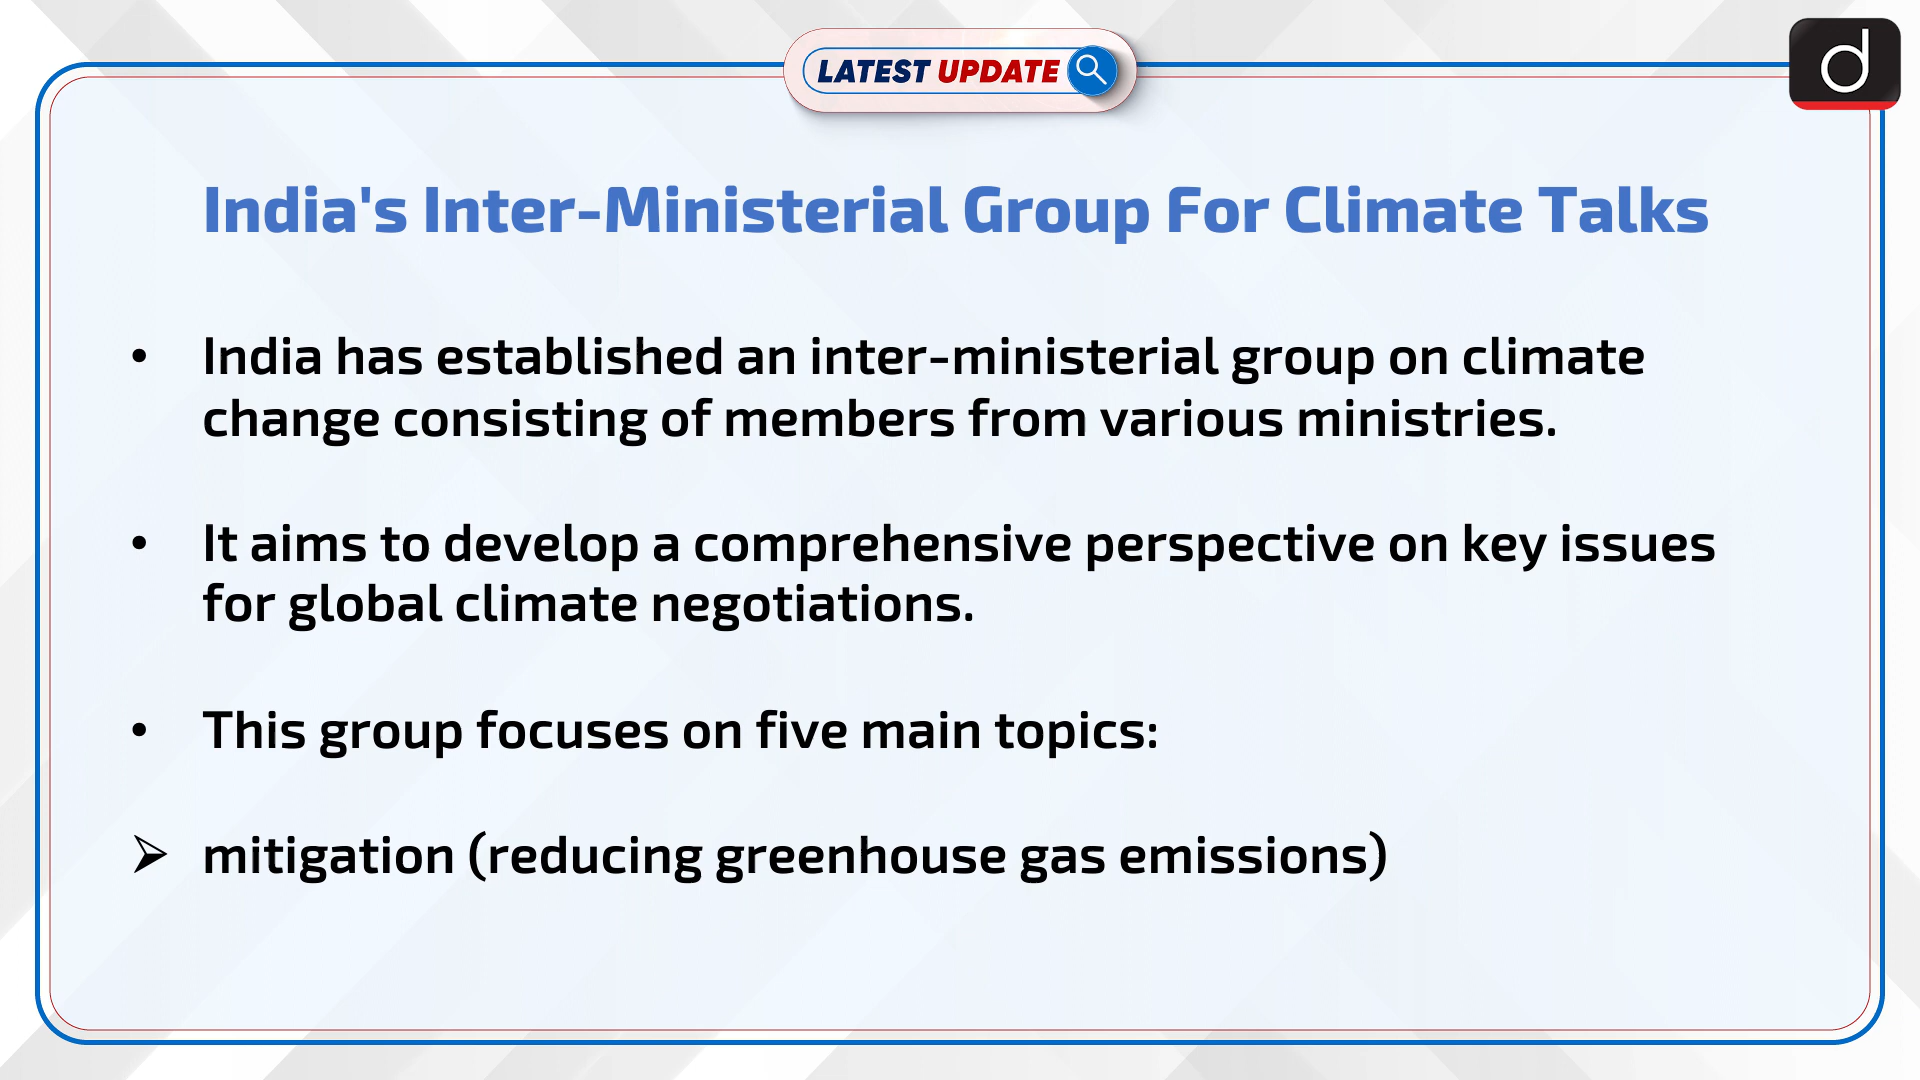 LATEST UPDATE
d
India's Inter-Ministerial Group For Climate Talks
• India has established an inter-ministerial group on climate
change consisting of members from various ministries.
• It aims to develop a comprehensive perspective on key issues
for global climate negotiations.
• This group focuses on five main topics:
➢ mitigation (reducing greenhouse gas emissions)